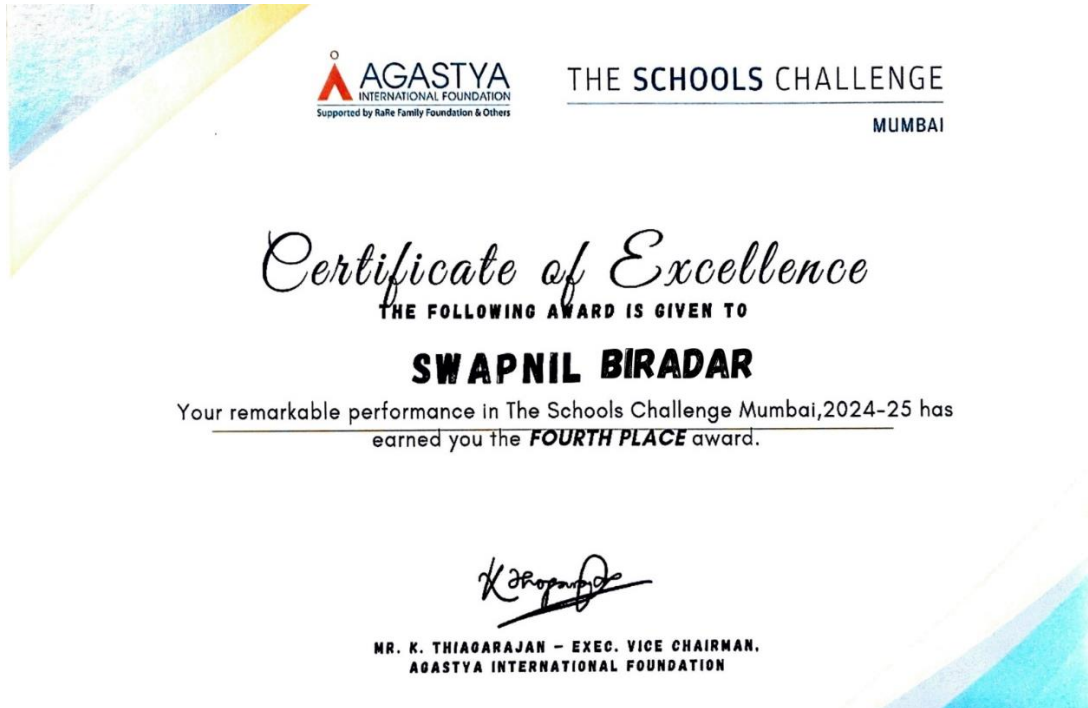 AGASTYA
INTERNATIONAL FOUNDATION
Supported by RaRe Family Foundation & Others
THE SCHOOLS CHALLENGE
MUMBAI
Certificate of Excellence
THE FOLLOWING AWARD IS GIVEN TO
SWAPNIL BIRADAR
Your remarkable performance in The Schools Challenge Mumbai,2024-25 has
earned you the FOURTH PLACE award.
MR. K. THIAGARAJAN – EXEC. VICE CHAIRMAN,
AGASTYA INTERNATIONAL FOUNDATION